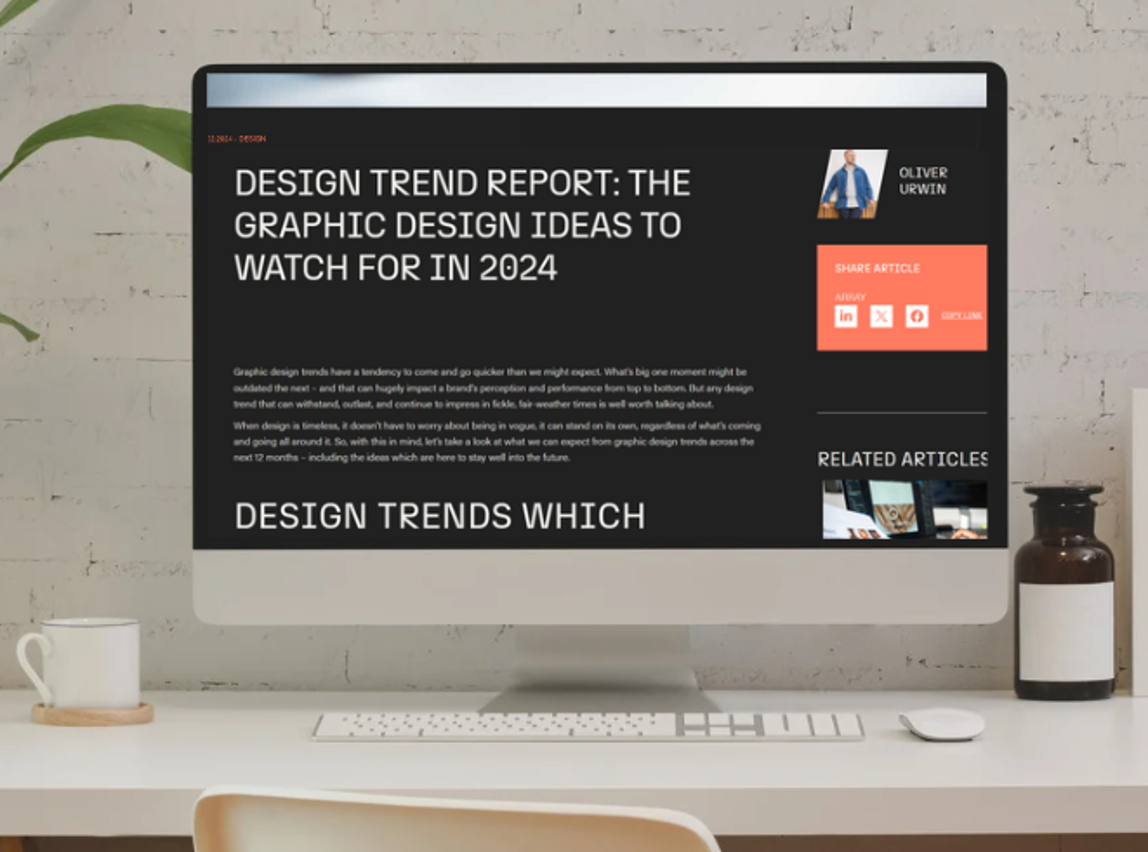 DESIGN
DESIGN TREND REPORT: THE
GRAPHIC DESIGN IDEAS TO
WATCH FOR IN 2024
OLIVER
URWIN
SHARE ARTICLE
ARRAY
in
COPY LINK
Graphic design trends have a tendency to come and go quicker than we might expect. What's big one moment might be
outdated the next – and that can hugely impact a brand's perception and performance from top to bottom. But any design
trend that can withstand, outlast, and continue to impress in fickle, fair-weather times is well worth talking about.
When design is timeless, it doesn't have to worry about being in vogue, it can stand on its own, regardless of what's coming
and going all around it. So, with this in mind, let's take a look at what we can expect from graphic design trends across the
next 12 months – including the ideas which are here to stay well into the future.
RELATED ARTICLES
DESIGN TRENDS WHICH